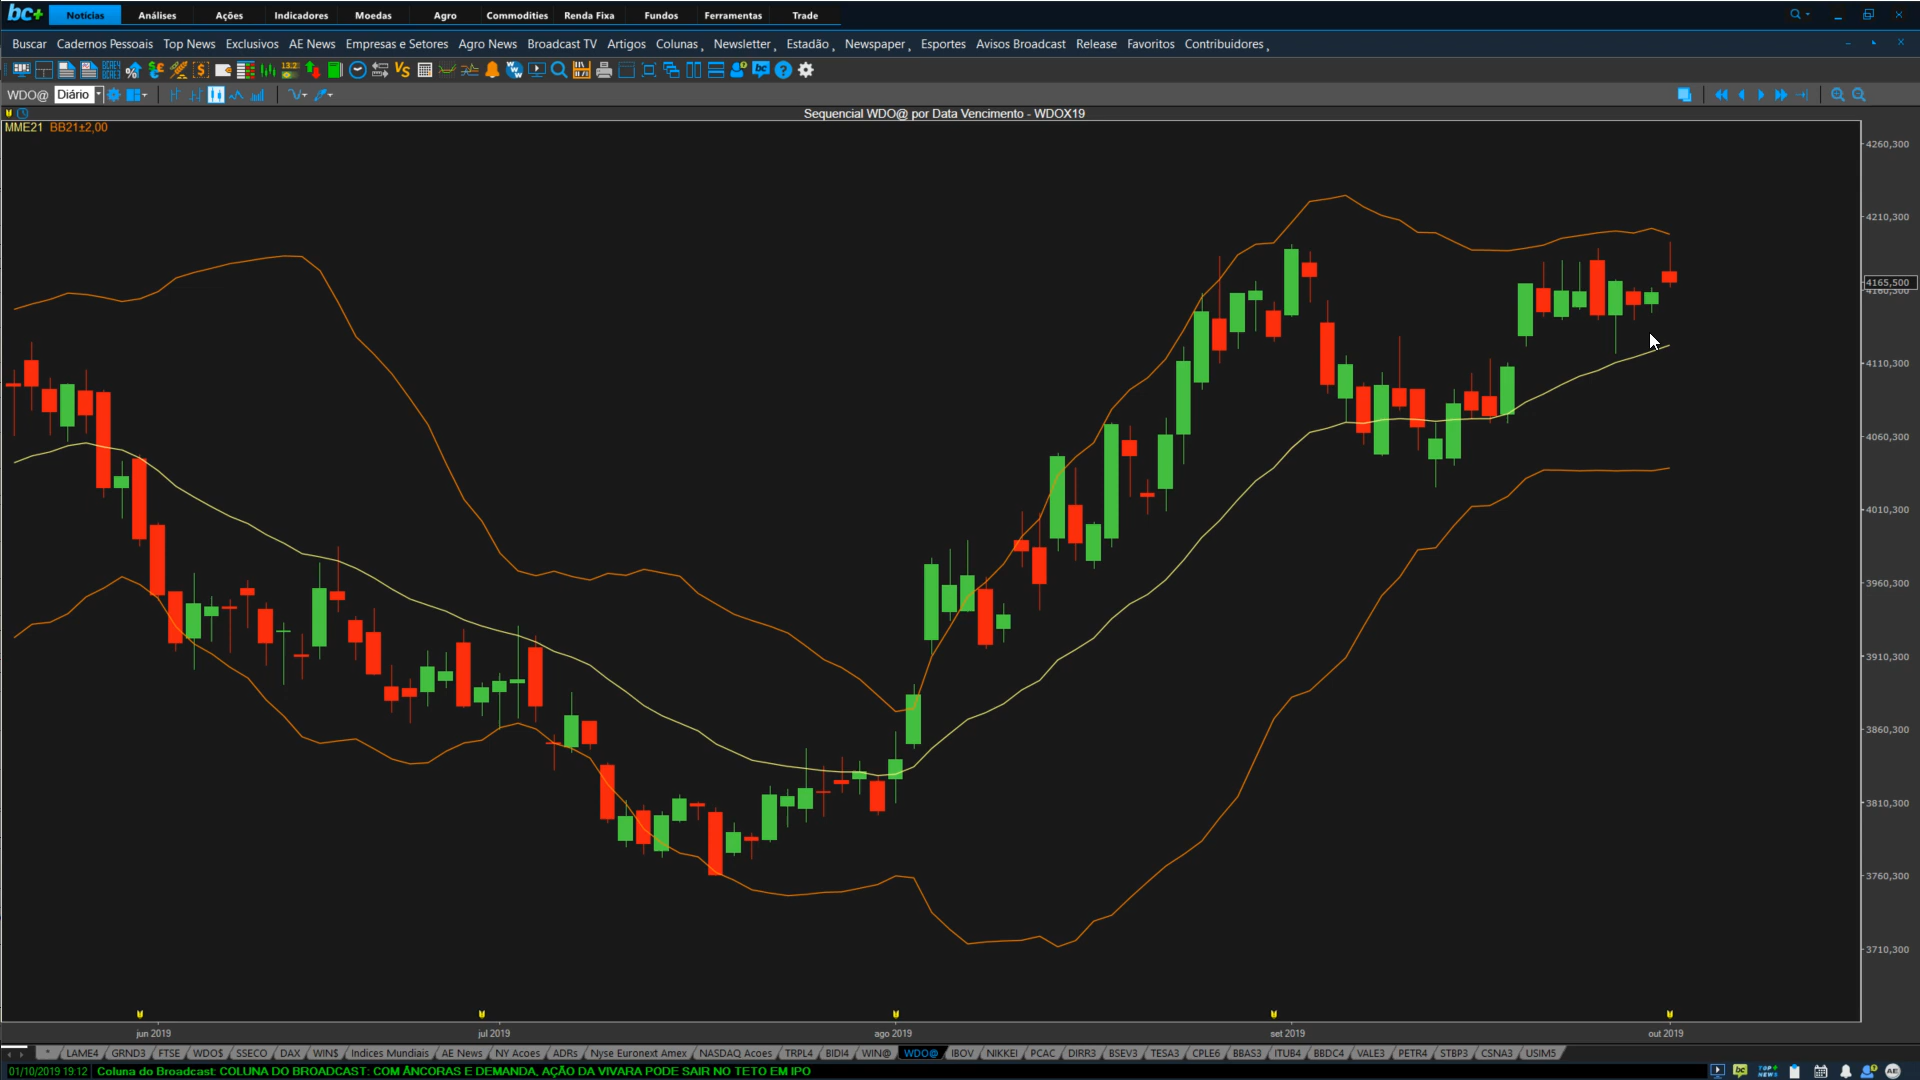 bc+ Notícias Análises Ações Indicadores Moedas Agro Commodities Renda Fixa Fundos Ferramentas Trade
Buscar Cadernos Pessoais Top News Exclusivos AE News Empresas e Setores Agro News Broadcast TV Artigos Colunas Newsletter Estadão Newspaper Esportes Avisos Broadcast Release Favoritos Contribuidores
WDO@ Diário
Sequencial WDO@ por Data Vencimento - WDOX19
MME21 BB21±2,00
4260,300
4210,300
4165,500
4110,300
4060,300
4010,300
3960,300
3910,300
3860,300
3810,300
3760,300
3710,300
jun 2019 jul 2019 ago 2019 set 2019 out 2019
* LAME4 GRND3 FTSE WDO$ SSECO DAX WIN$ Indices Mundiais AE News NY Acoes ADRs Nyse Euronext Amex NASDAQ Acoes TRPL4 BIDI4 WIN@ WDO@ IBOV NIKKEI PCAC DIRR3 BSEV3 TESA3 CPLE6 BBAS3 ITUB4 BBDC4 VALE3 PETR4 STBP3 CSNA3 USIM5
01/10/2019 19:12 Coluna do Broadcast: COLUNA DO BROADCAST: COM ÂNCORAS E DEMANDA, AÇÃO DA VIVARA PODE SAIR NO TETO EM IPO